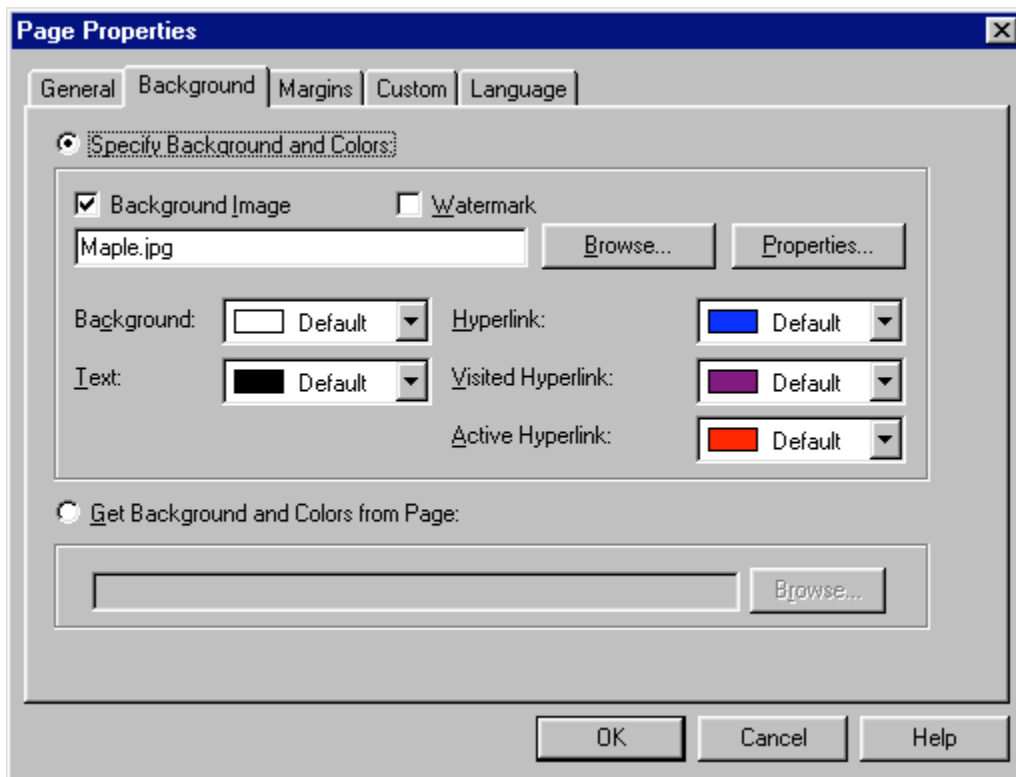 Page Properties
General Background Margins Custom Language
Specify Background and Colors:
Background Image Watermark
Maple.jpg Browse... Properties...
Background: Default Hyperlink: Default
Text: Default Visited Hyperlink: Default
Active Hyperlink: Default
Get Background and Colors from Page:
Browse...
OK Cancel Help